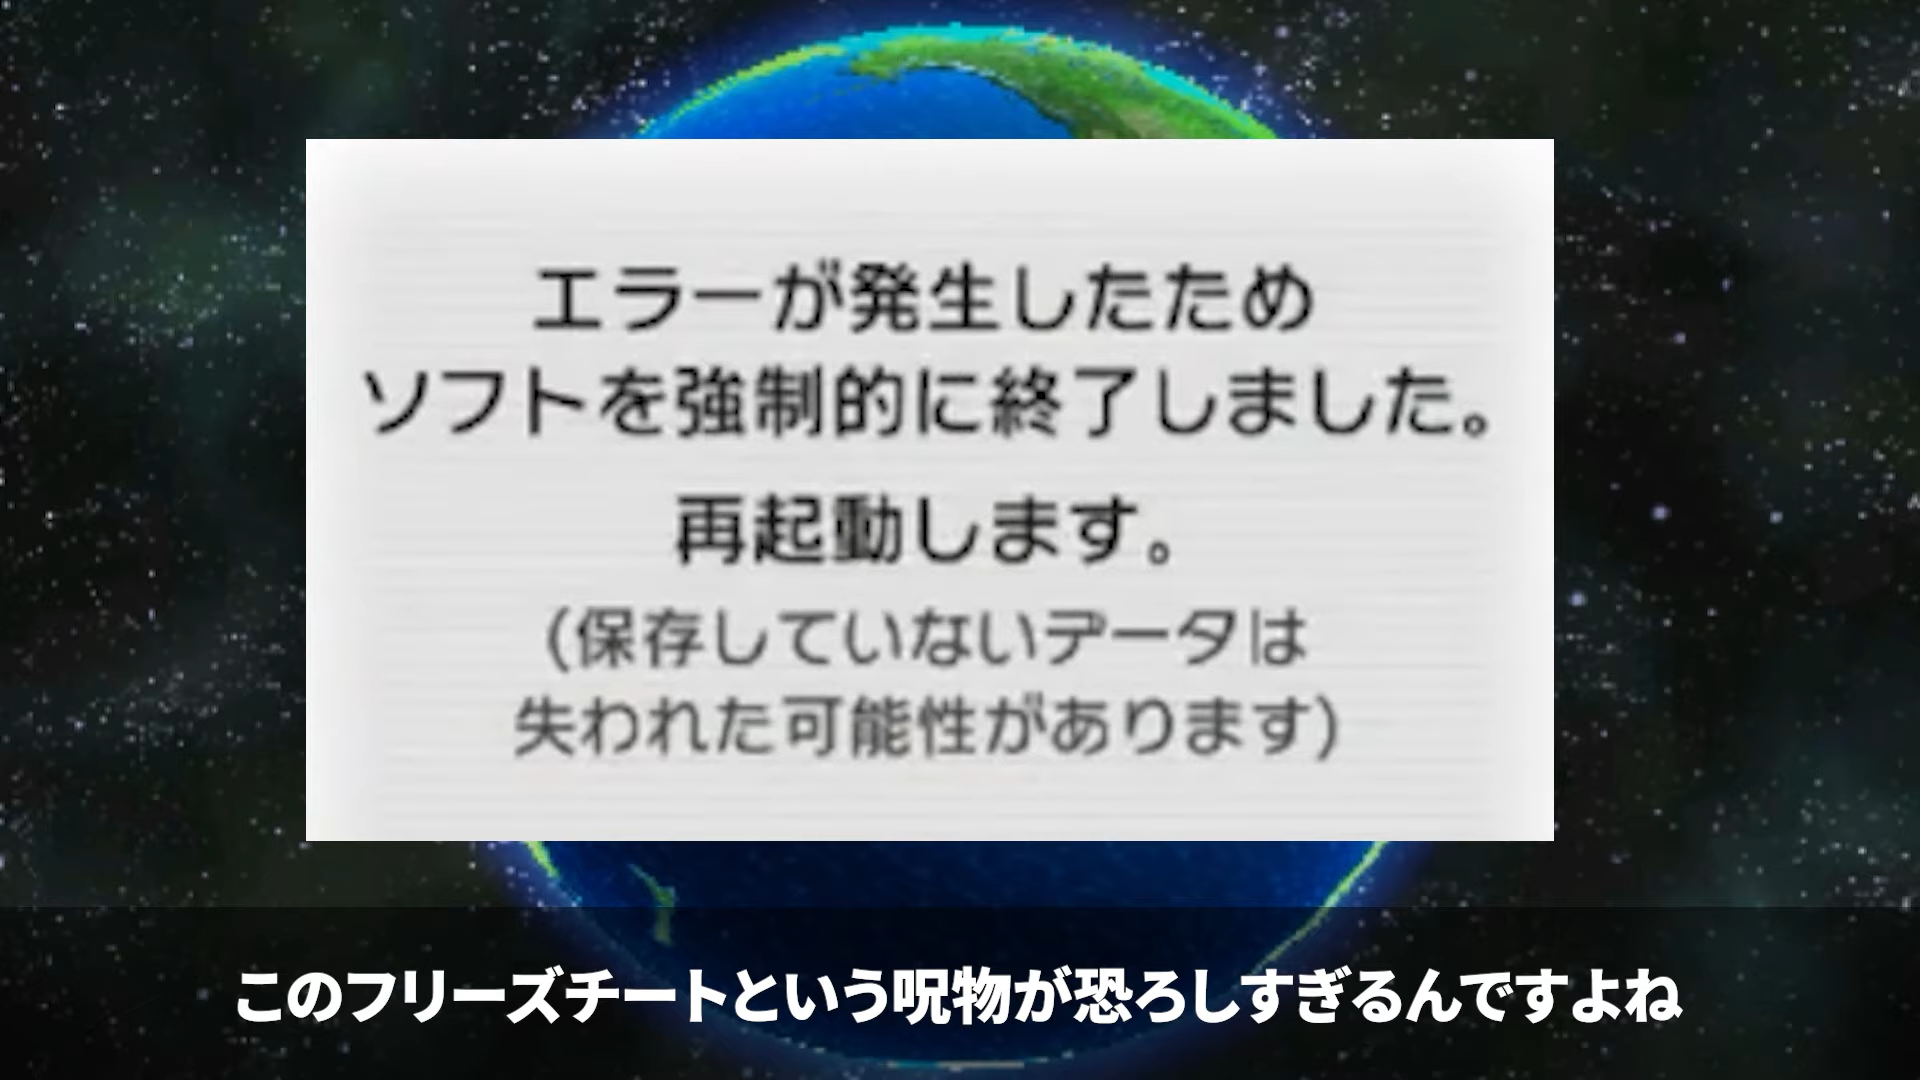 エラーが発生したため
ソフトを強制的に終了しました。
再起動します。
(保存していないデータは
失われた可能性があります)
このフリーズチートという呪物が恐ろしすぎるんですよね